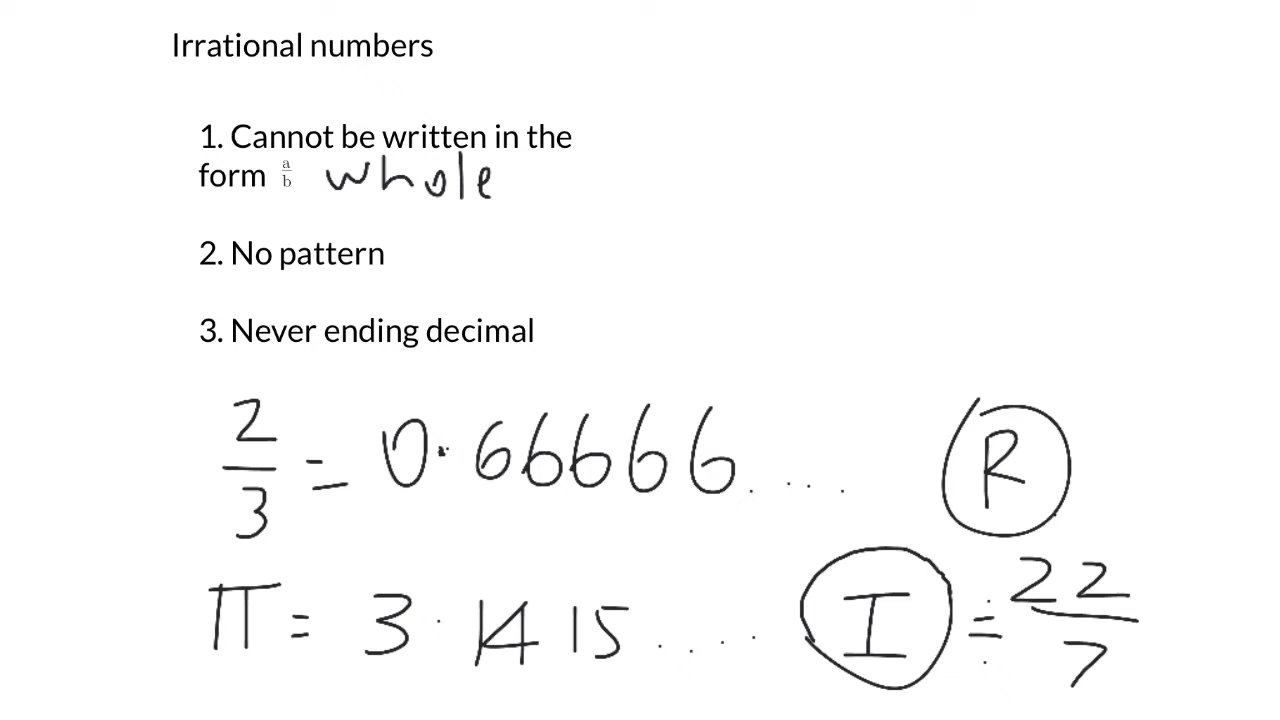 Irrational numbers
1. Cannot be written in the
form a/b whole
2. No pattern
3. Never ending decimal
2/3 = 0.66666.... R
π = 3.1415.... I ≑ 22/7